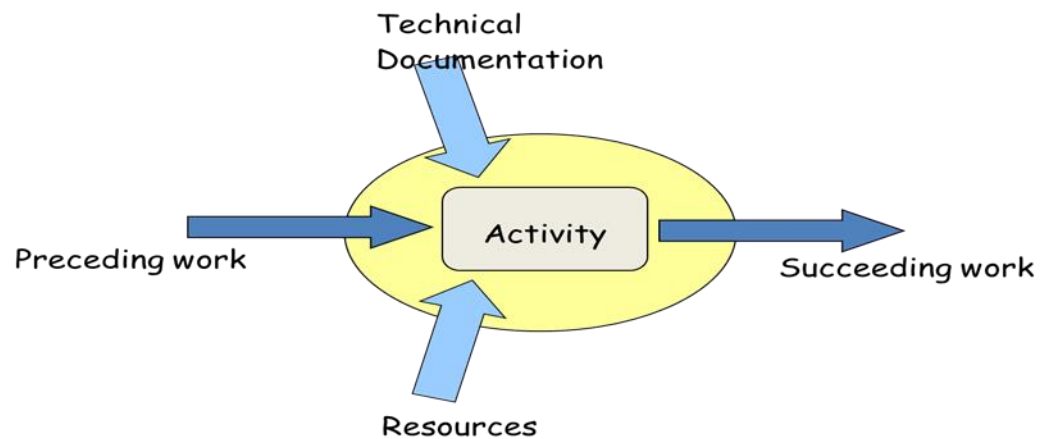 Technical
Documentation
Activity
Preceding work
Succeeding work
Resources